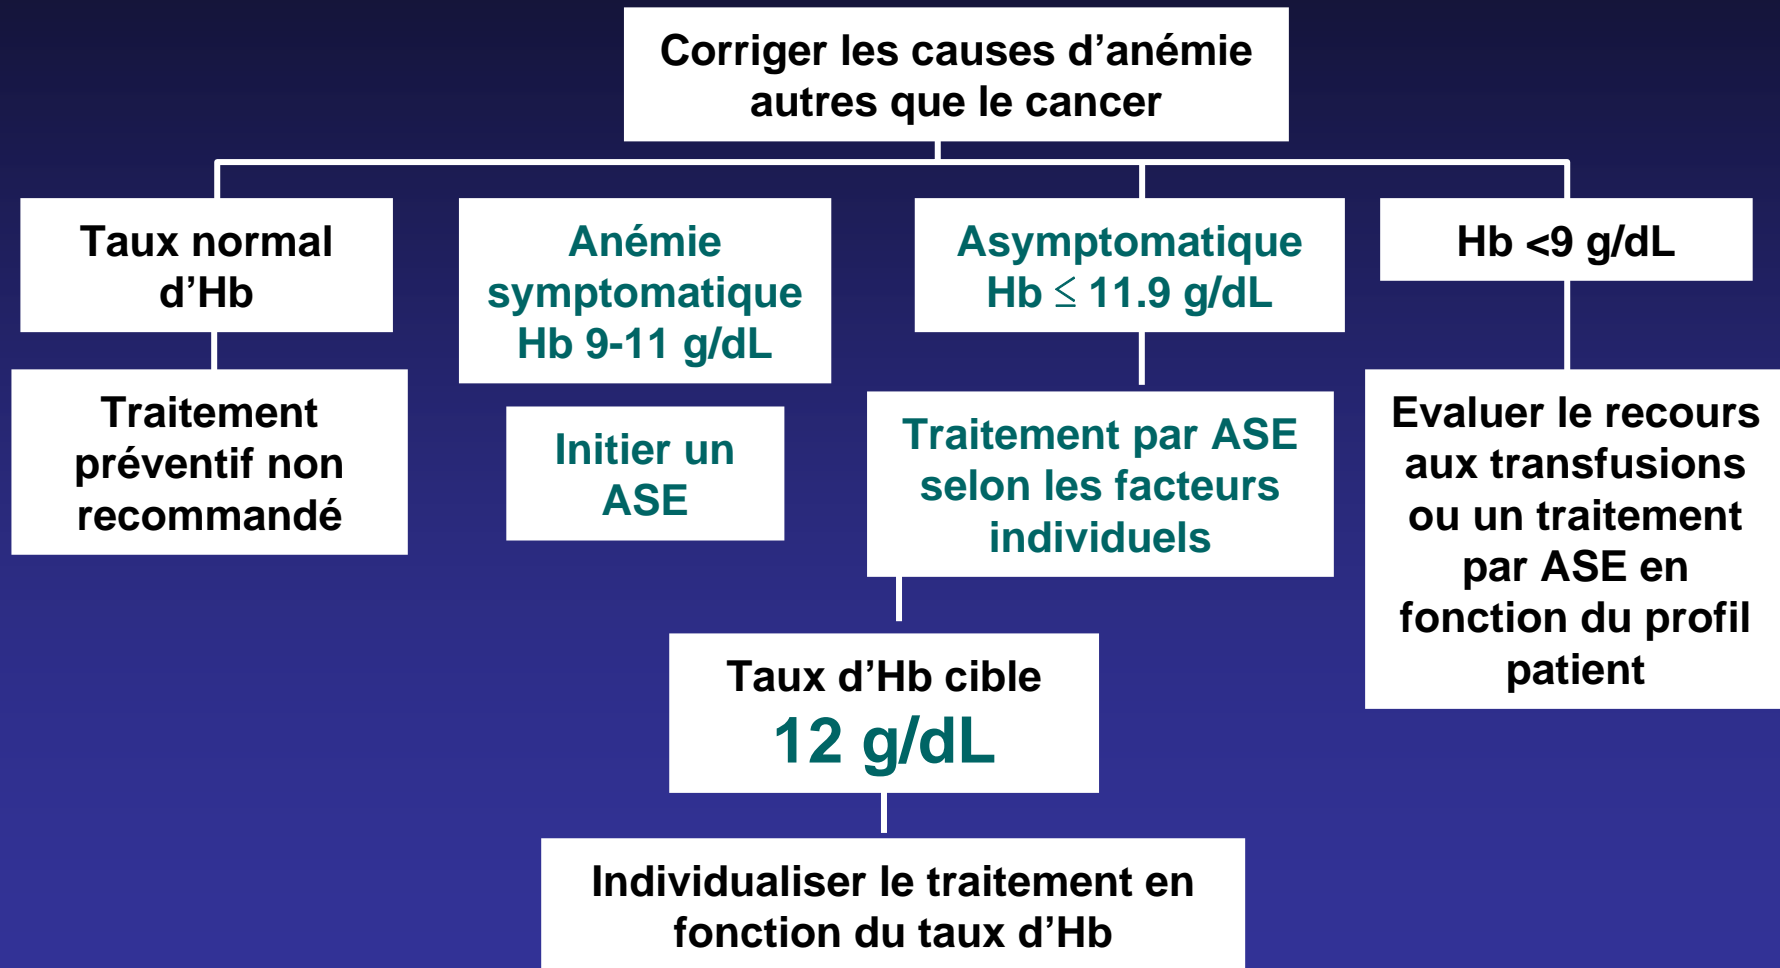 Corriger les causes d’anémie
autres que le cancer
Taux normal
d’Hb
Anémie
symptomatique
Hb 9-11 g/dL
Asymptomatique
Hb ≤ 11.9 g/dL
Hb <9 g/dL
Traitement
préventif non
recommandé
Initier un
ASE
Traitement par ASE
selon les facteurs
individuels
Evaluer le recours
aux transfusions
ou un traitement
par ASE en
fonction du profil
patient
Taux d’Hb cible
12 g/dL
Individualiser le traitement en
fonction du taux d’Hb